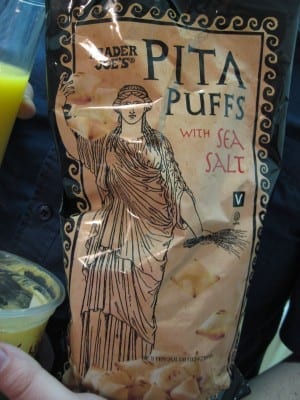 TRADER
JOE'S®
PITA
PUFFS
WITH SEA
SALT
V